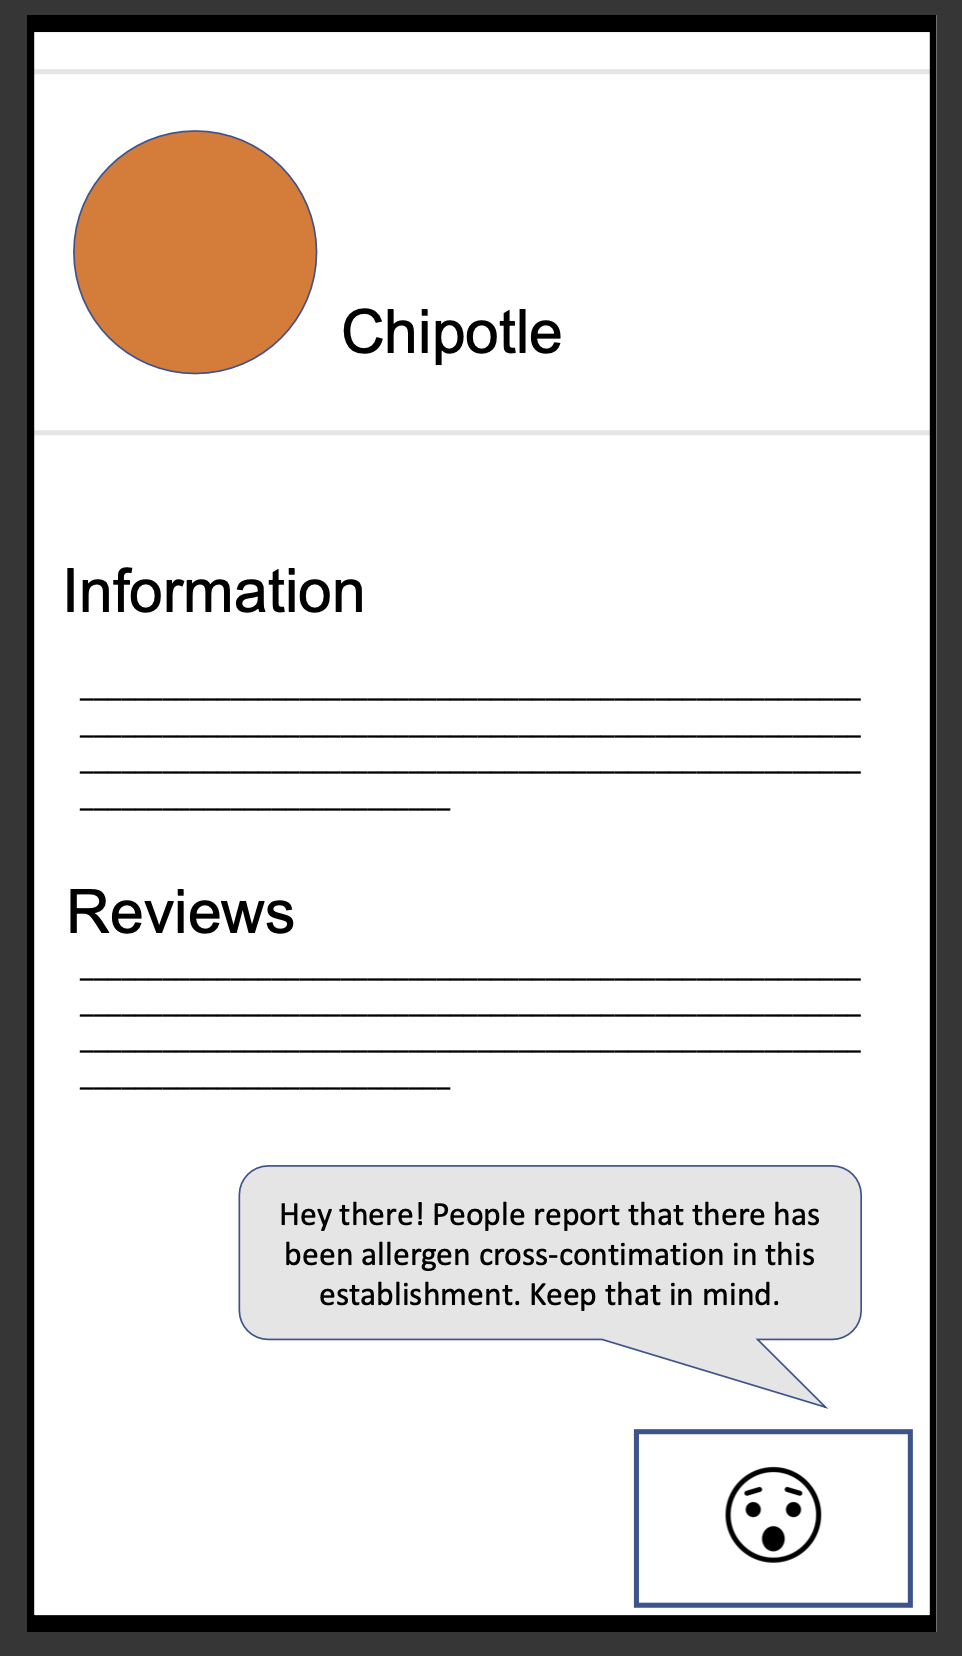 Chipotle
Information
Reviews
Hey there! People report that there has
been allergen cross-contimation in this
establishment. Keep that in mind.